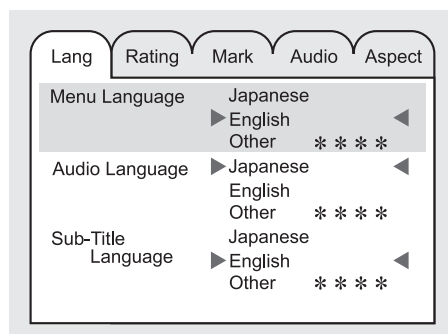 Lang Rating Mark Audio Aspect
Menu Language Japanese
▶English ◀
Other ＊＊＊＊
Audio Language ▶Japanese ◀
English
Other ＊＊＊＊
Sub-Title Japanese
Language ▶English ◀
Other ＊＊＊＊